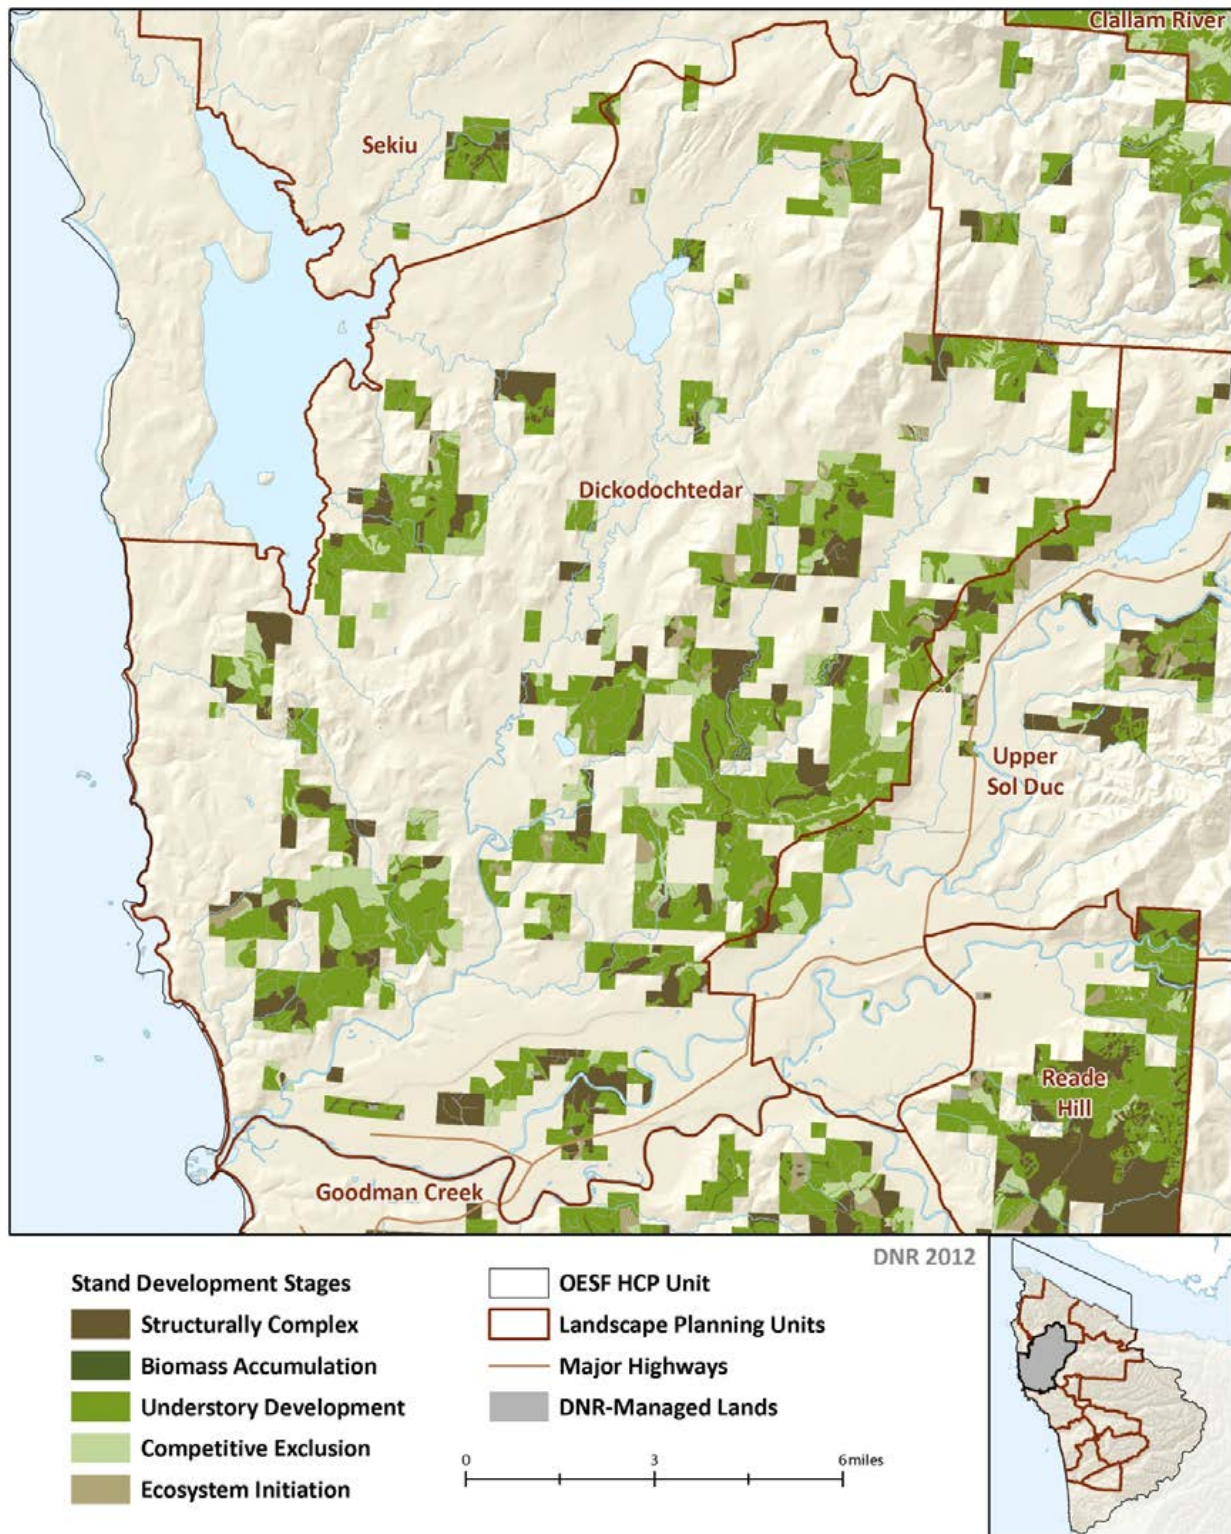 Clallam River
Sekiu
Dickodochtedar
Upper
Sol Duc
Reade
Hill
Goodman Creek
DNR 2012
Stand Development Stages
Structurally Complex
Biomass Accumulation
Understory Development
Competitive Exclusion
Ecosystem Initiation
OESF HCP Unit
Landscape Planning Units
Major Highways
DNR-Managed Lands
0 3 6 miles